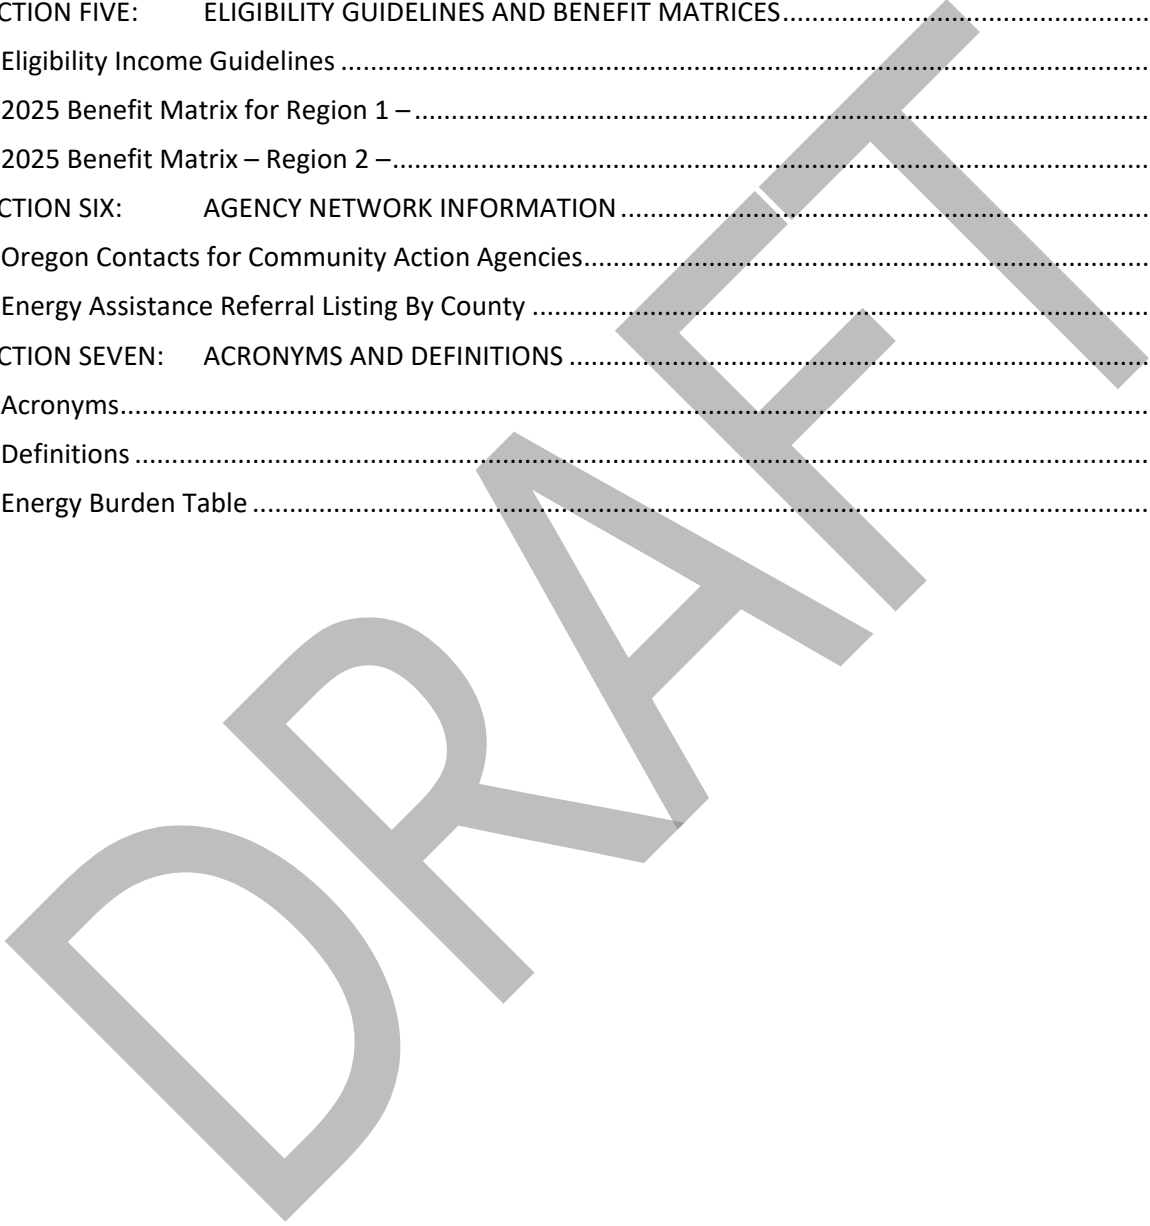 CTION FIVE: ELIGIBILITY GUIDELINES AND BENEFIT MATRICES................................................
Eligibility Income Guidelines................................................
2025 Benefit Matrix for Region 1 –................................................
2025 Benefit Matrix – Region 2 –................................................
CTION SIX: AGENCY NETWORK INFORMATION................................................
Oregon Contacts for Community Action Agencies................................................
Energy Assistance Referral Listing By County................................................
CTION SEVEN: ACRONYMS AND DEFINITIONS................................................
Acronyms................................................
Definitions................................................
Energy Burden Table................................................
DRAFT